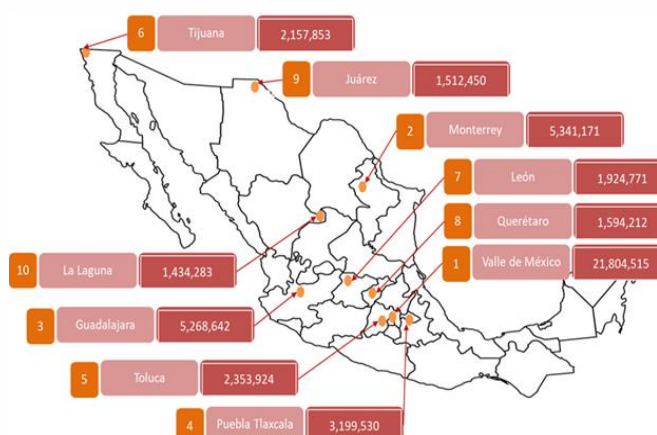 6 Tijuana 2,157,853
9 Juárez 1,512,450
2 Monterrey 5,341,171
7 León 1,924,771
8 Querétaro 1,594,212
1 Valle de México 21,804,515
10 La Laguna 1,434,283
3 Guadalajara 5,268,642
5 Toluca 2,353,924
4 Puebla Tlaxcala 3,199,530